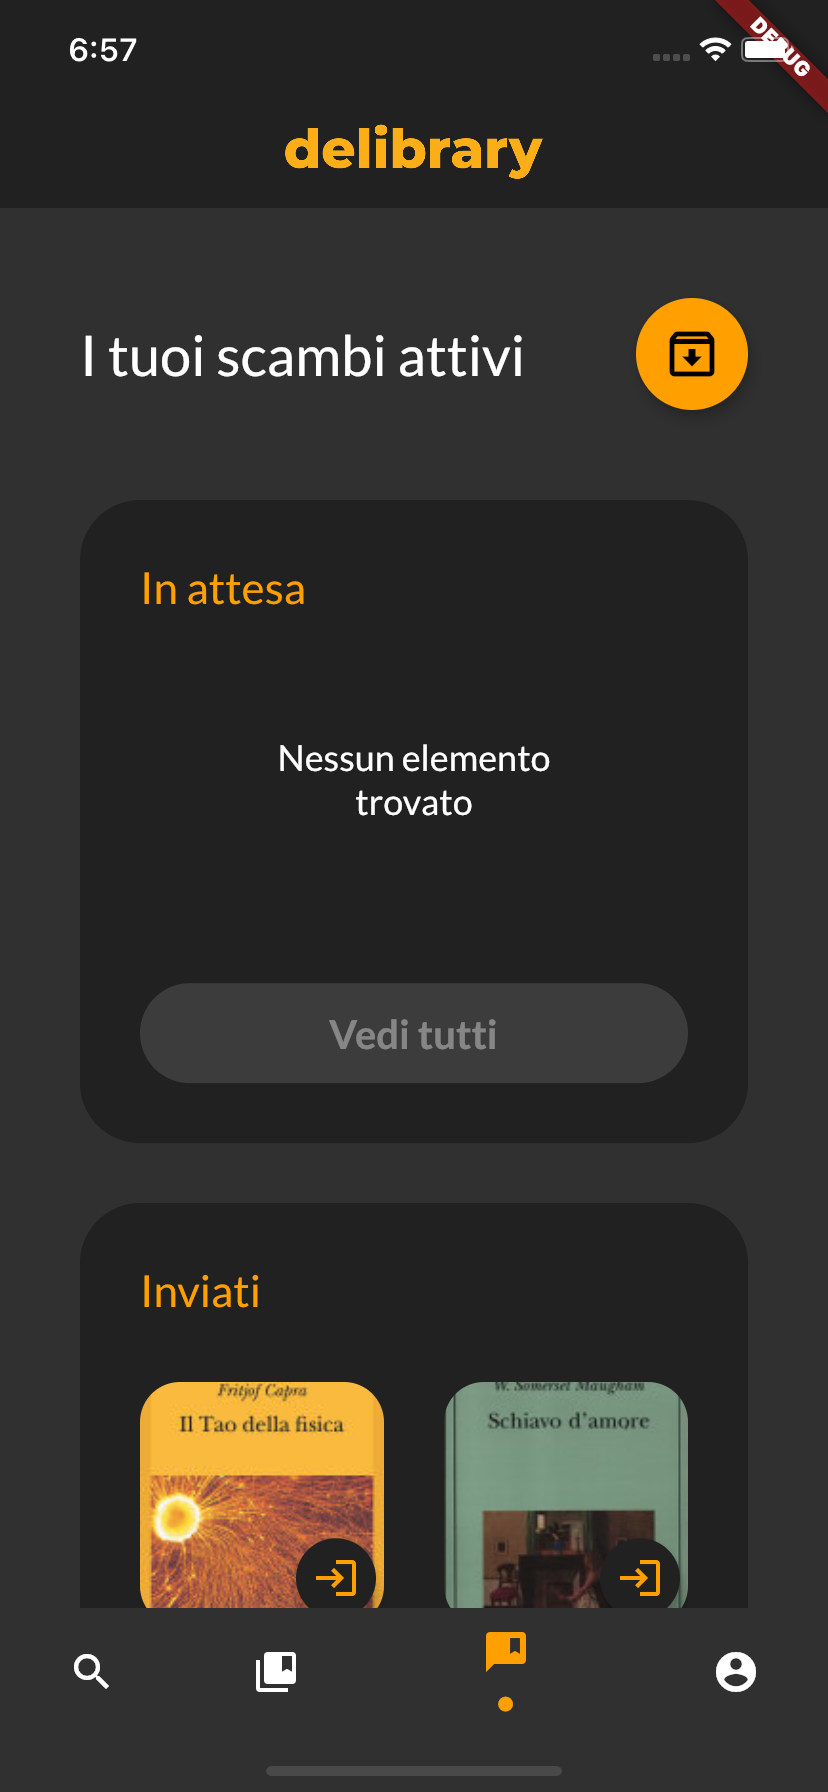 6:57
DEBUG
delibrary
I tuoi scambi attivi
In attesa
Nessun elemento
trovato
Vedi tutti
Inviati
Fritjof Capra
Il Tao della fisica
W. Somerset Maugham
Schiavo d'amore